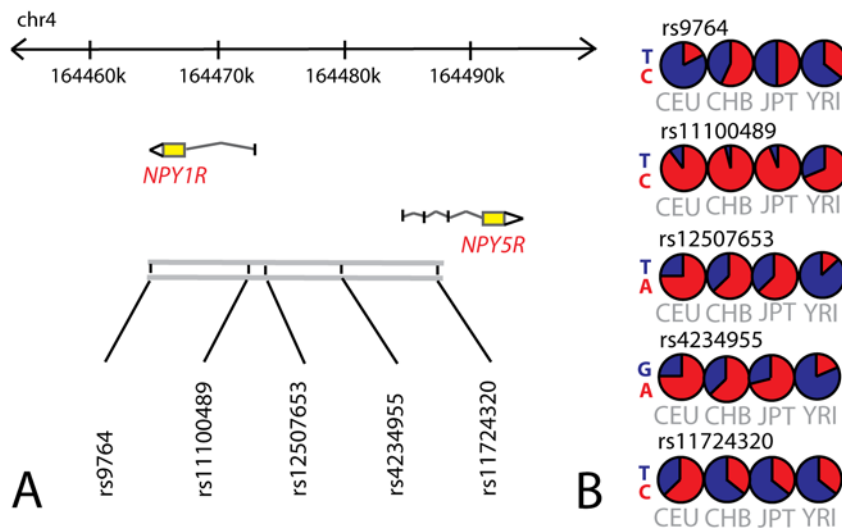 chr4
164460k 164470k 164480k 164490k
NPY1R
NPY5R
rs9764
rs11100489
rs12507653
rs4234955
rs11724320
A
rs9764
T
C
CEU CHB JPT YRI
rs11100489
T
C
CEU CHB JPT YRI
rs12507653
T
A
CEU CHB JPT YRI
rs4234955
G
A
CEU CHB JPT YRI
rs11724320
T
C
CEU CHB JPT YRI
B